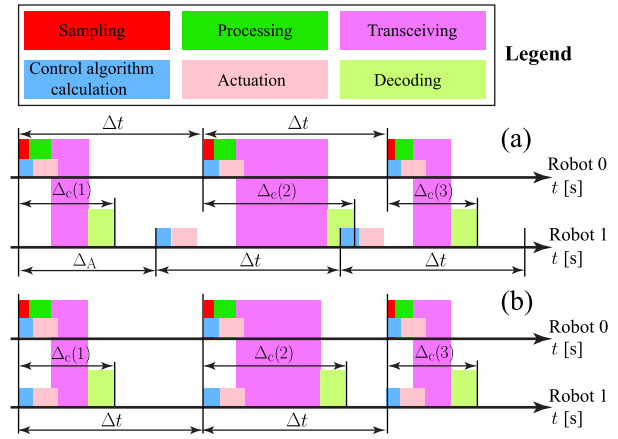 Sampling Processing Transceiving
Control algorithm calculation Actuation Decoding
Legend
Δt Δt
(a)
Robot 0
t [s]
Δc(1) Δc(2) Δc(3)
Robot 1
t [s]
ΔA Δt Δt
(b)
Robot 0
t [s]
Δc(1) Δc(2) Δc(3)
Robot 1
t [s]
Δt Δt